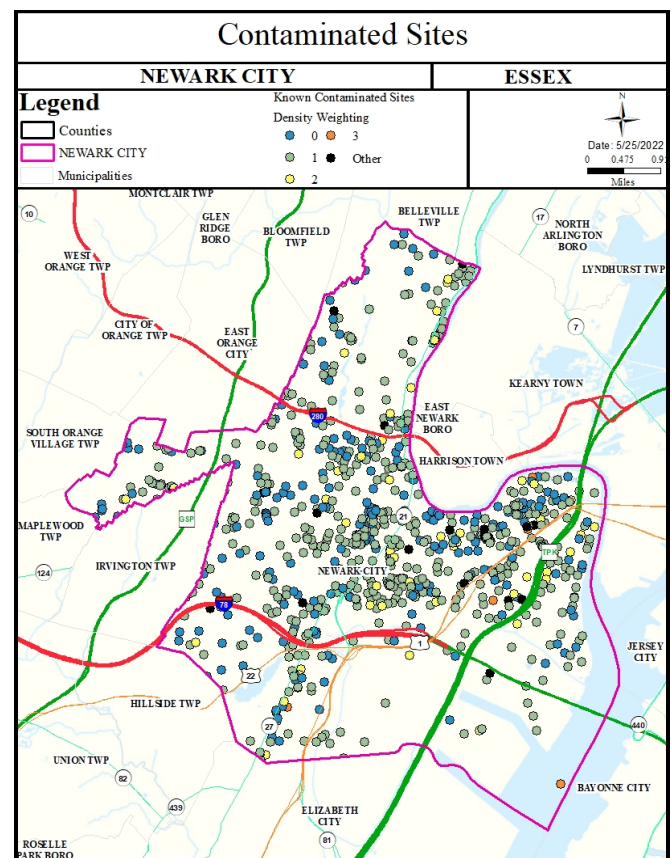 Contaminated Sites
NEWARK CITY
ESSEX
Legend
Counties
NEWARK CITY
Municipalities
Known Contaminated Sites
Density Weighting
0
3
1
Other
2
N
Date: 5/25/2022
0 0.475 0.9
Miles
MONTCLAIR TWP
BELLEVILLE
TWP
10
GLEN
RIDGE
BORO
BLOOMFIELD
TWP
17
NORTH
ARLINGTON
BORO
WEST
ORANGE TWP
LYNDHURST TWP
CITY OF
ORANGE TWP
EAST
ORANGE
CITY
7
KEARNY TOWN
280
EAST
NEWARK
BORO
SOUTH ORANGE
VILLAGE TWP
HARRISON TOWN
GSP
21
MAPLEWOOD
TWP
TPK
IRVINGTON TWP
NEWARK CITY
124
78
1
JERSEY
CITY
22
HILLSIDE TWP
27
440
UNION TWP
82
BAYONNE CITY
439
ELIZABETH
CITY
81
ROSELLE
PARK BORO